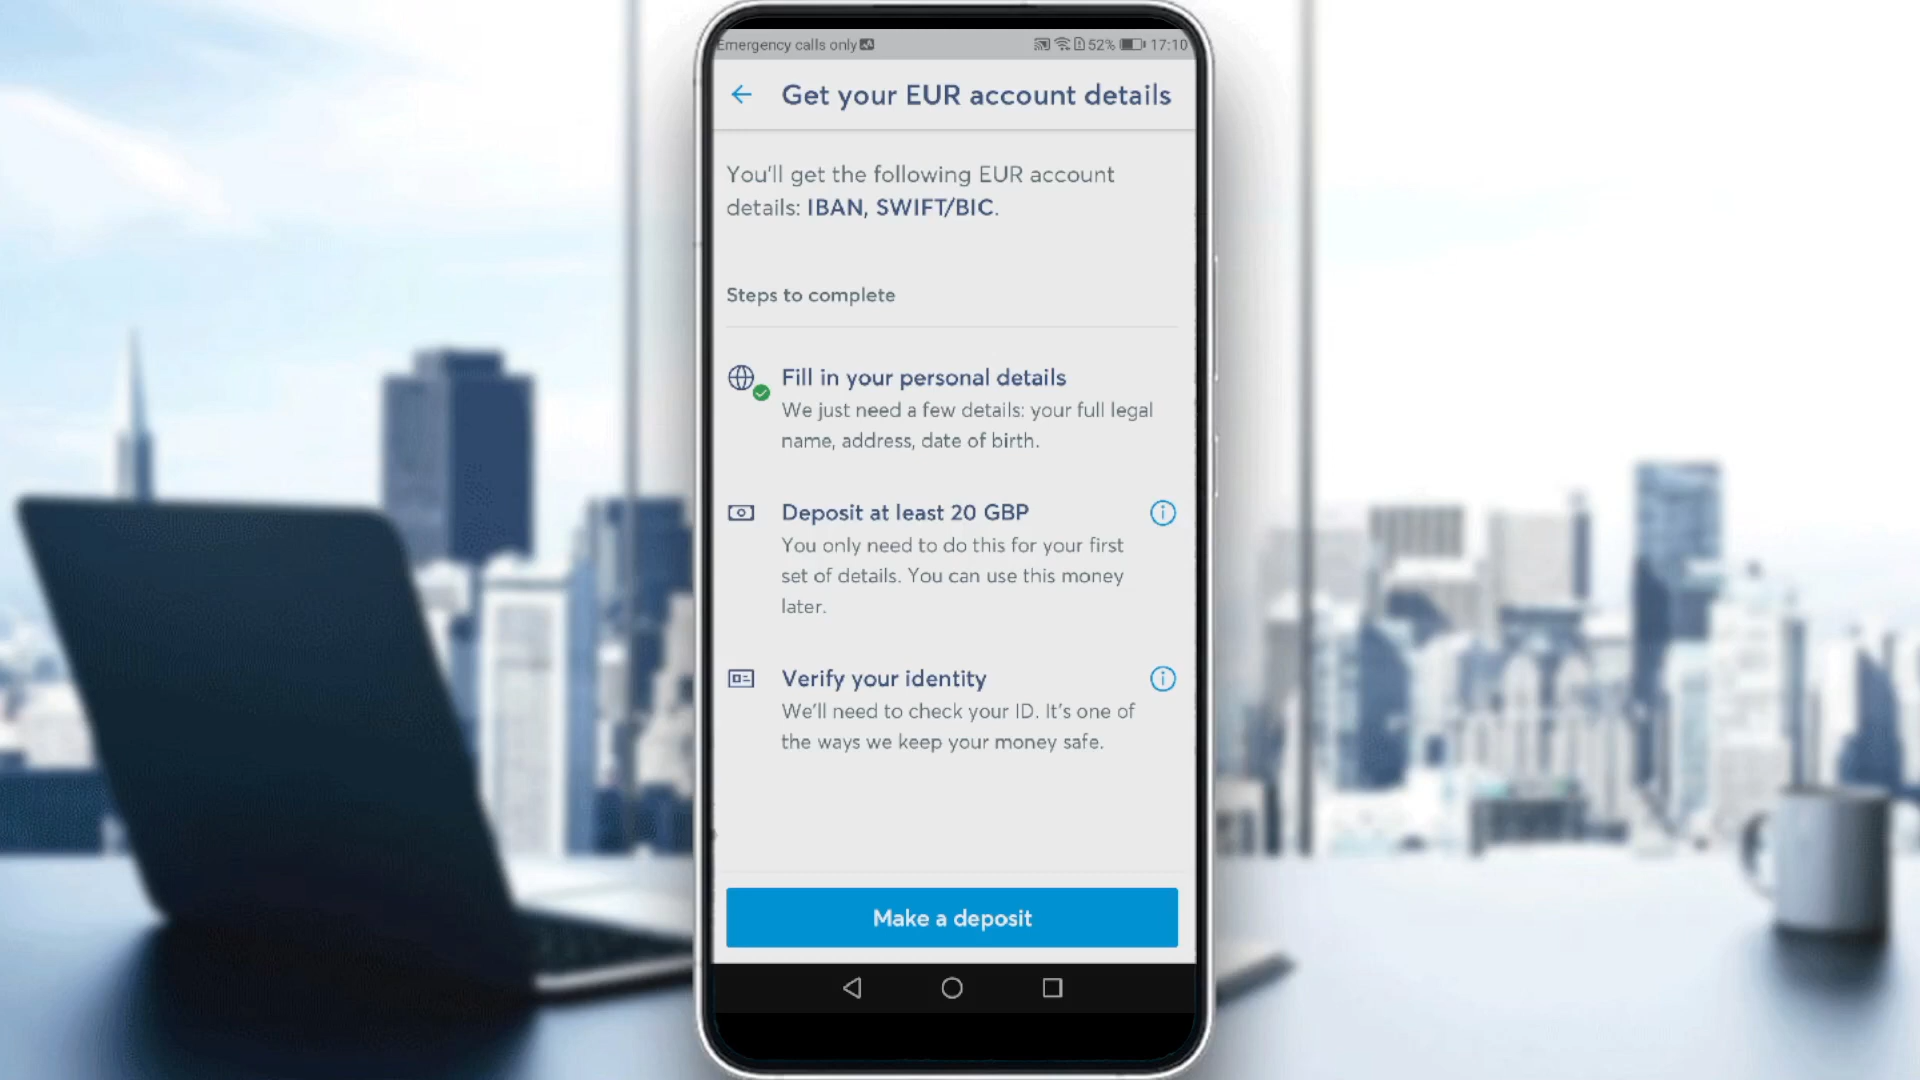 Emergency calls only 52% 17:10
Get your EUR account details
You'll get the following EUR account
details: IBAN, SWIFT/BIC.
Steps to complete
Fill in your personal details
We just need a few details: your full legal
name, address, date of birth.
Deposit at least 20 GBP
You only need to do this for your first
set of details. You can use this money
later.
Verify your identity
We'll need to check your ID. It's one of
the ways we keep your money safe.
Make a deposit